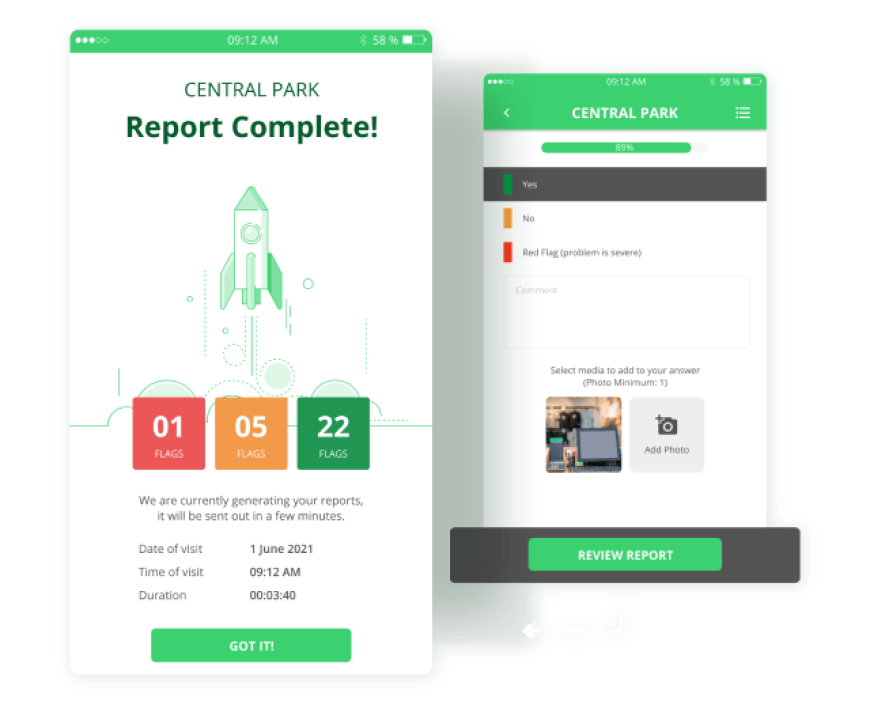 09:12 AM
58 %
CENTRAL PARK
Report Complete!
01
FLAGS
05
FLAGS
22
FLAGS
We are currently generating your reports,
it will be sent out in a few minutes.
Date of visit 1 June 2021
Time of visit 09:12 AM
Duration 00:03:40
GOT IT!
09:12 AM
58 %
CENTRAL PARK
89%
Yes
No
Red Flag (problem is severe)
Comment
Select media to add to your answer
(Photo Minimum: 1)
Add Photo
REVIEW REPORT